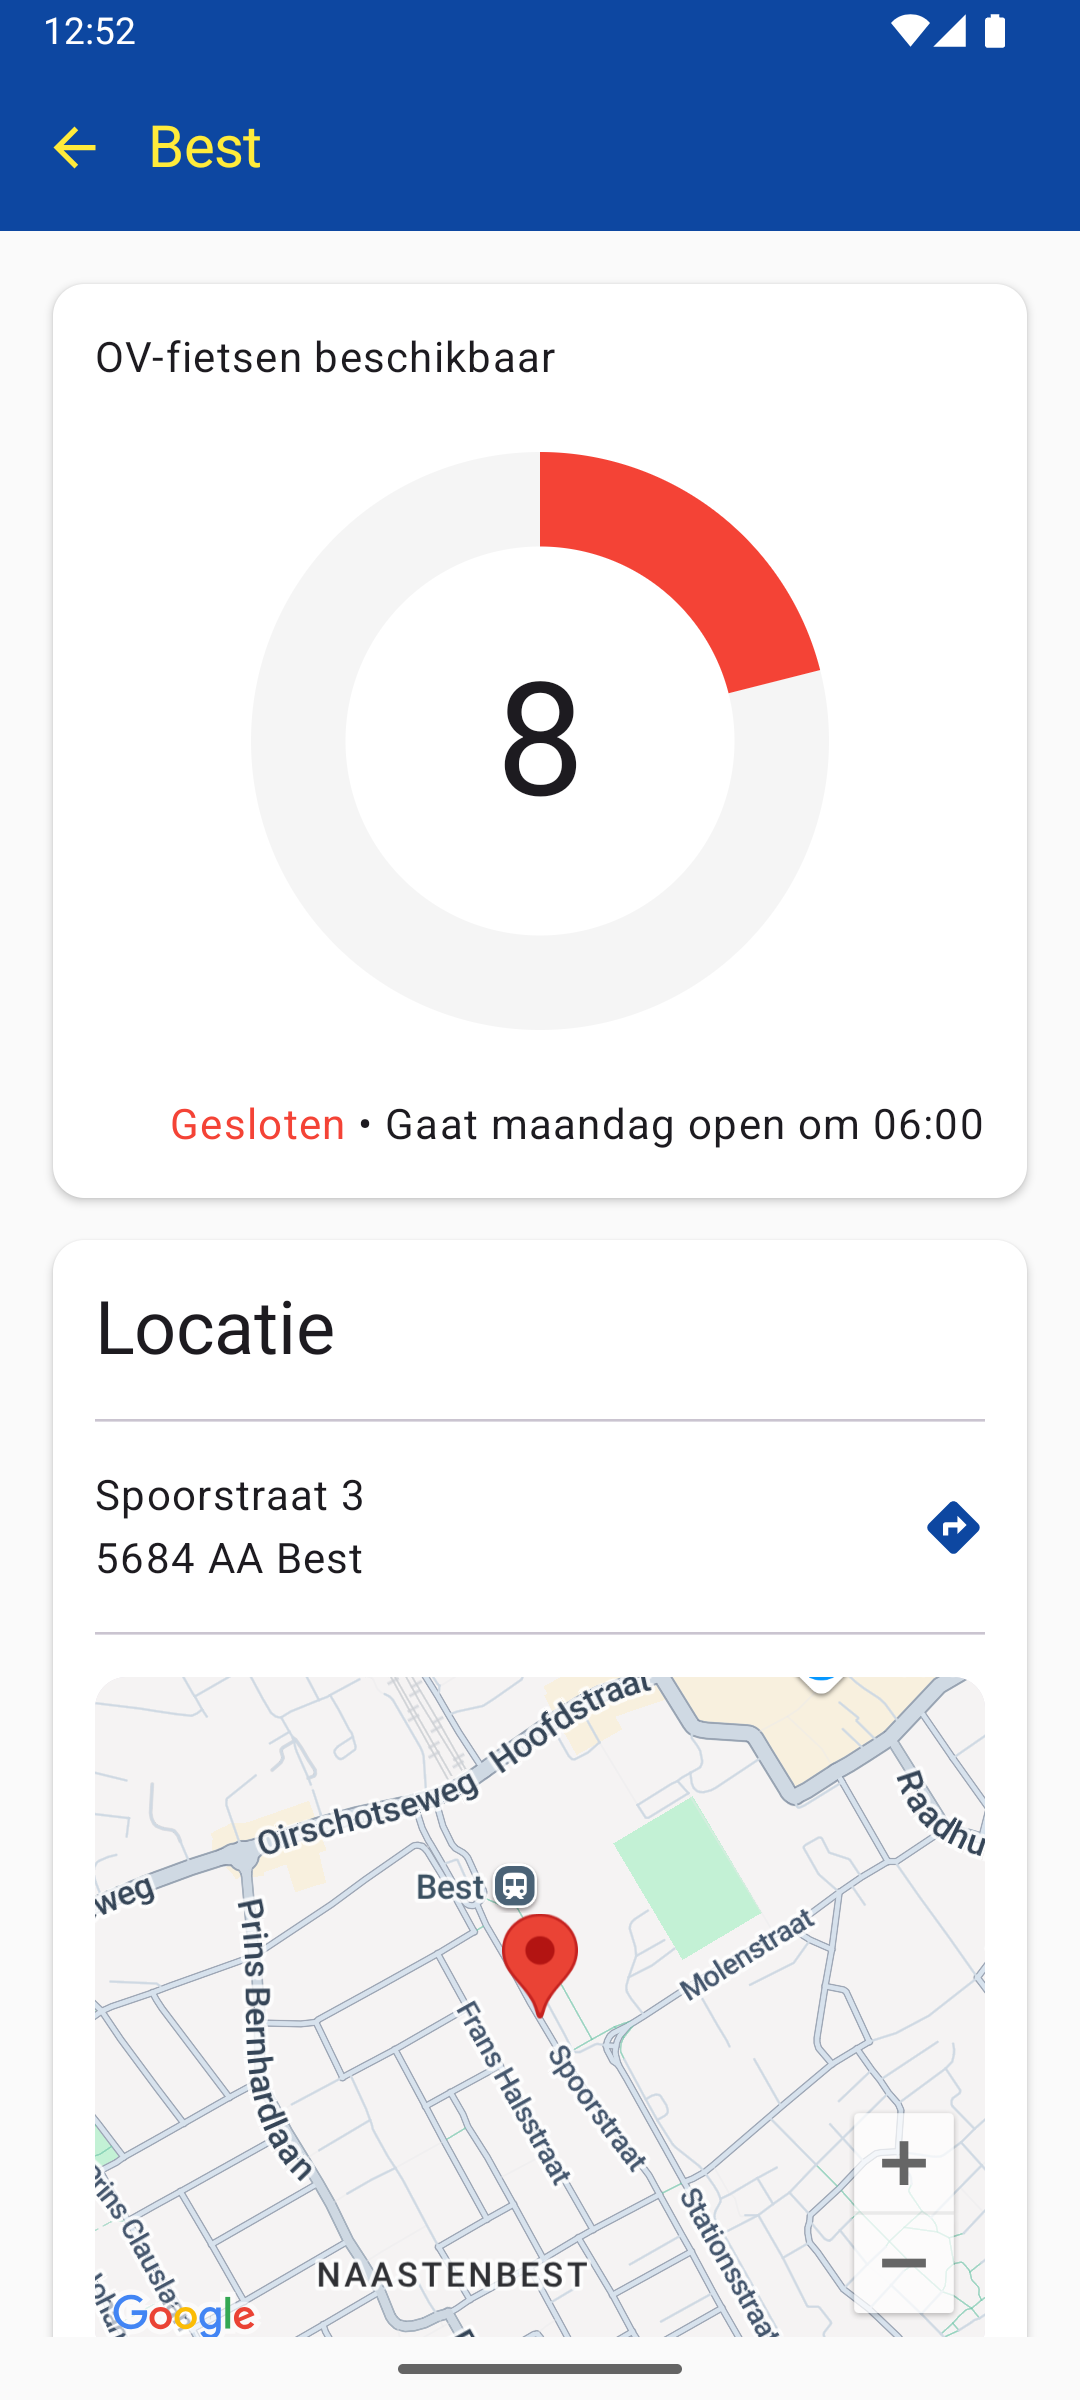 12:52
Best
OV-fietsen beschikbaar
8
Gesloten • Gaat maandag open om 06:00
Locatie
Spoorstraat 3
5684 AA Best
Hoofdstraat
Oirschotseweg
Raadhu
weg
Best
Prins Bernhardlaan
Molenstraat
Frans Halsstraat
Spoorstraat
Prins Clauslaa
Stationsstraat
NAASTENBEST
Google